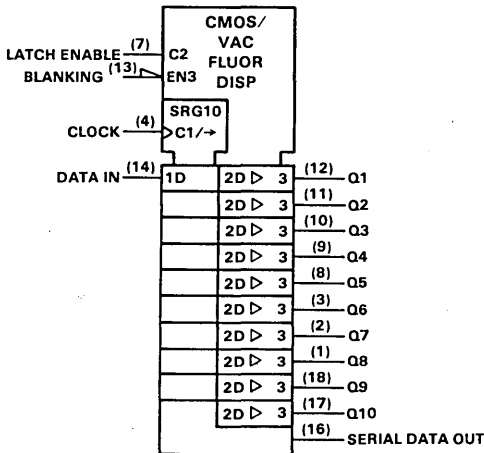 CMOS/
VAC
FLUOR
DISP
LATCH ENABLE (7) C2
BLANKING (13) EN3
SRG10
CLOCK (4) C1/→
DATA IN (14) 1D 2D ▷ 3 (12) Q1
2D ▷ 3 (11) Q2
2D ▷ 3 (10) Q3
2D ▷ 3 (9) Q4
2D ▷ 3 (8) Q5
2D ▷ 3 (3) Q6
2D ▷ 3 (2) Q7
2D ▷ 3 (1) Q8
2D ▷ 3 (18) Q9
2D ▷ 3 (17) Q10
(16) SERIAL DATA OUT